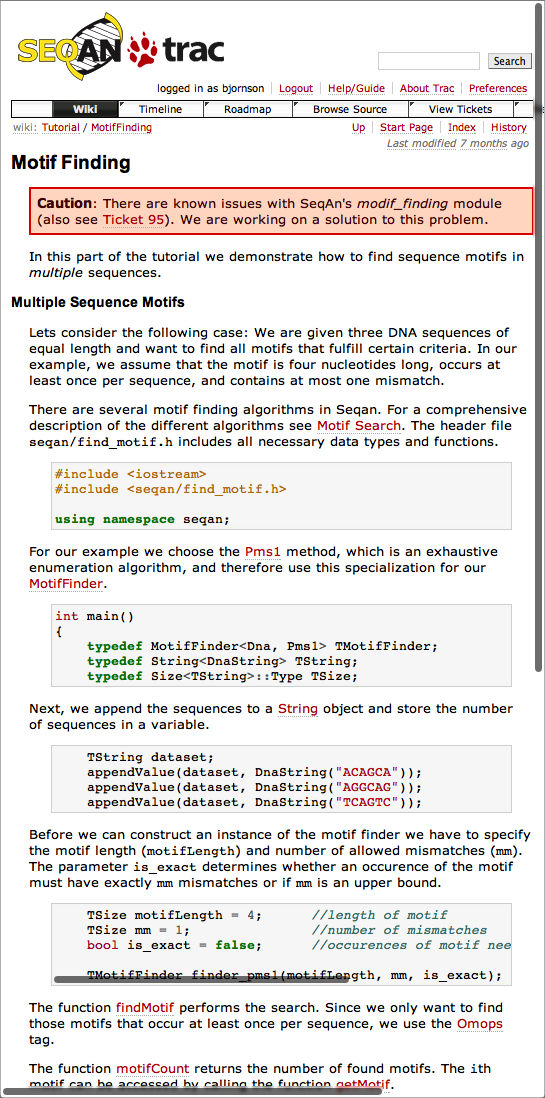 SEQAN trac
Search
logged in as bjornson Logout Help/Guide About Trac Preferences
Wiki Timeline Roadmap Browse Source View Tickets
wiki: Tutorial / MotifFinding Up Start Page Index History
Last modified 7 months ago
Motif Finding
Caution: There are known issues with SeqAn's modif_finding module
(also see Ticket 95). We are working on a solution to this problem.
In this part of the tutorial we demonstrate how to find sequence motifs in
multiple sequences.
Multiple Sequence Motifs
Lets consider the following case: We are given three DNA sequences of
equal length and want to find all motifs that fulfill certain criteria. In our
example, we assume that the motif is four nucleotides long, occurs at
least once per sequence, and contains at most one mismatch.
There are several motif finding algorithms in Seqan. For a comprehensive
description of the different algorithms see Motif Search. The header file
seqan/find_motif.h includes all necessary data types and functions.
#include <iostream>
#include <seqan/find_motif.h>
using namespace seqan;
For our example we choose the Pms1 method, which is an exhaustive
enumeration algorithm, and therefore use this specialization for our
MotifFinder.
int main()
{
typedef MotifFinder<Dna, Pms1> TMotifFinder;
typedef String<DnaString> TString;
typedef Size<TString>::Type TSize;
Next, we append the sequences to a String object and store the number
of sequences in a variable.
TString dataset;
appendValue(dataset, DnaString("ACAGCA"));
appendValue(dataset, DnaString("AGGCAG"));
appendValue(dataset, DnaString("TCAGTC"));
Before we can construct an instance of the motif finder we have to specify
the motif length (motifLength) and number of allowed mismatches (mm).
The parameter is_exact determines whether an occurence of the motif
must have exactly mm mismatches or if mm is an upper bound.
TSize motifLength = 4; //length of motif
TSize mm = 1; //number of mismatches
bool is_exact = false; //occurences of motif nee
TMotifFinder finder_pms1(motifLength, mm, is_exact);
The function findMotif performs the search. Since we only want to find
those motifs that occur at least once per sequence, we use the Omops
tag.
The function motifCount returns the number of found motifs. The ith
motif can be accessed by calling the function getMotif.